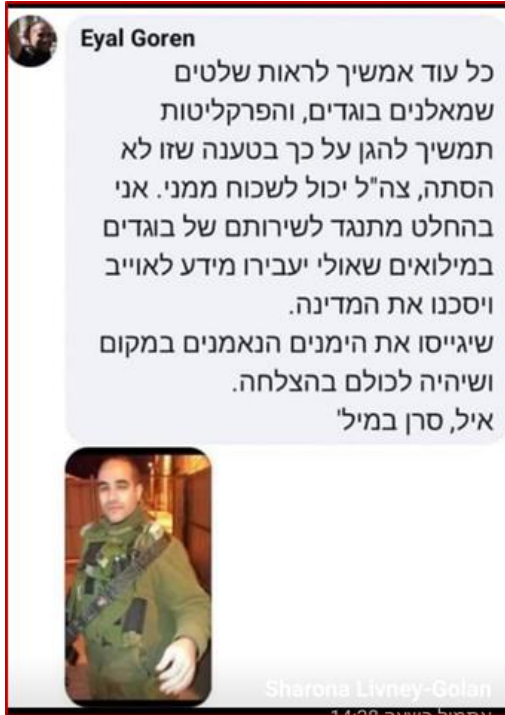 Eyal Goren
כל עוד אמשיך לראות שלטים
שמאלנים בוגדים, והפרקליטות
תמשיך להגן על כך בטענה שזו לא
הסתה, צה"ל יכול לשכוח ממני. אני
בהחלט מתנגד לשירותם של בוגדים
במילואים שאולי יעבירו מידע לאוייב
ויסכנו את המדינה.
שיגייסו את הימנים הנאמנים במקום
ושיהיה לכולם בהצלחה.
איל, סרן במיל'
Sharona Livney-Golan